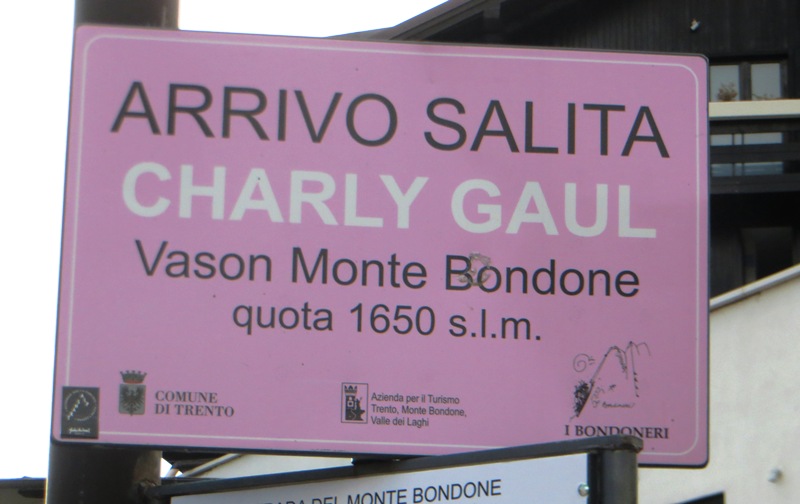 ARRIVO SALITA
CHARLY GAUL
Vason Monte Bondone
quota 1650 s.l.m.
COMUNE
DI TRENTO
Azienda per il Turismo
Trento, Monte Bondone,
Valle dei Laghi
I BONDONERI
DEL MONTE BONDONE